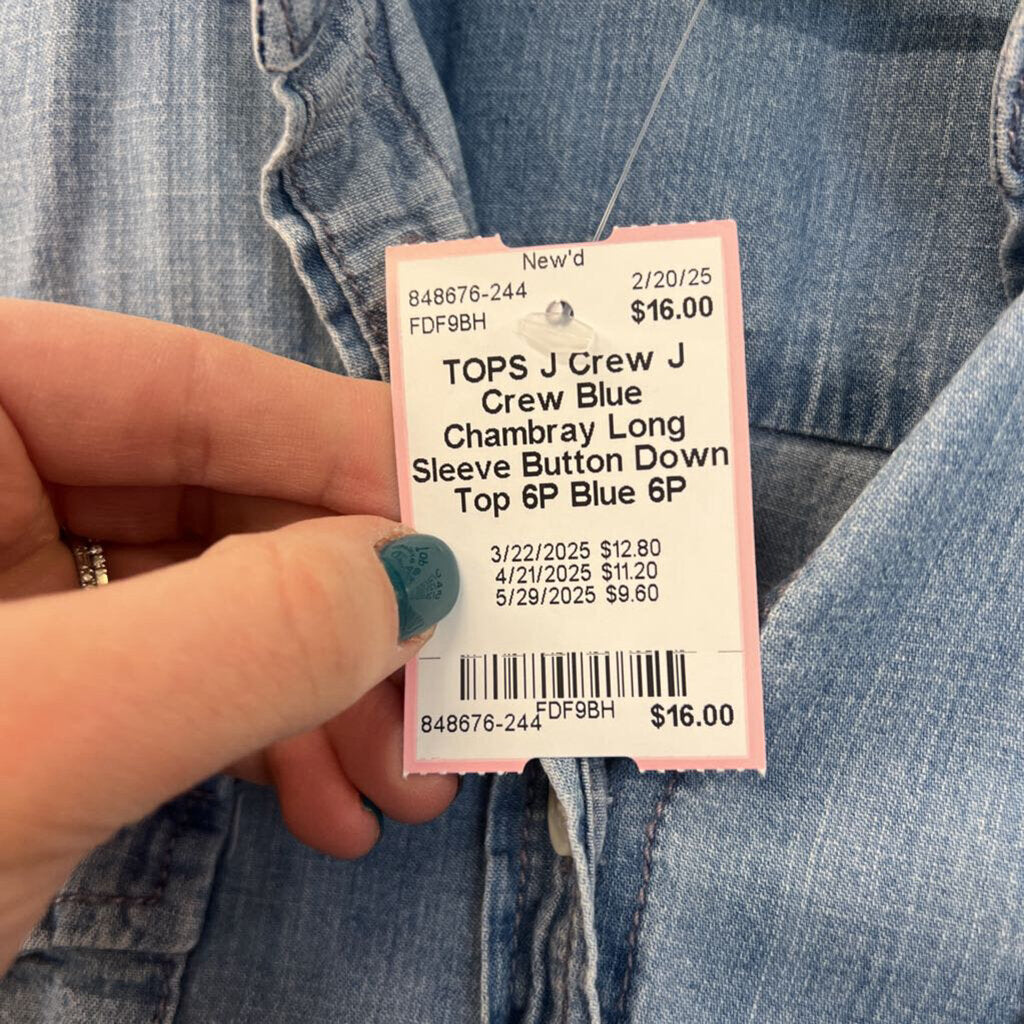 New'd
848676-244 2/20/25
FDF9BH $16.00
TOPS J Crew J
Crew Blue
Chambray Long
Sleeve Button Down
Top 6P Blue 6P
3/22/2025 $12.80
4/21/2025 $11.20
5/29/2025 $9.60
848676-244 FDF9BH $16.00